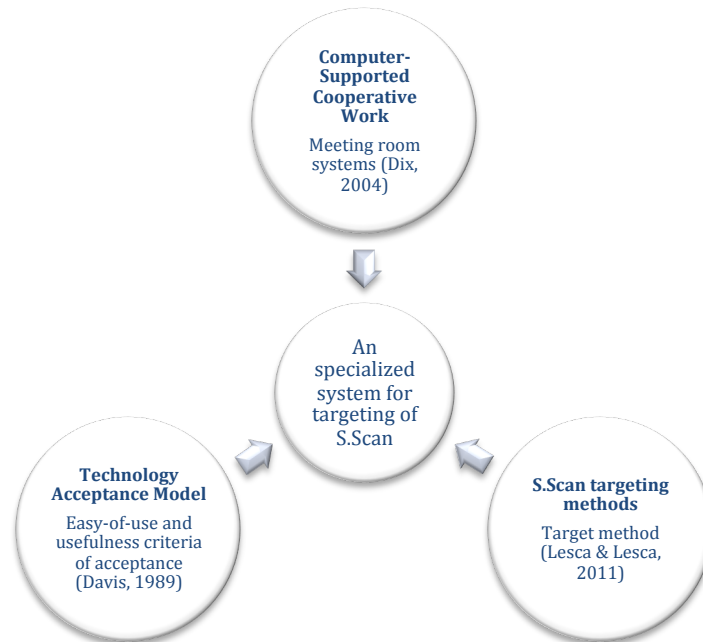 Computer-
Supported
Cooperative
Work
Meeting room
systems (Dix,
2004)
An
specialized
system for
targeting of
S.Scan
Technology
Acceptance Model
Easy-of-use and
usefulness criteria
of acceptance
(Davis, 1989)
S.Scan targeting
methods
Target method
(Lesca & Lesca,
2011)